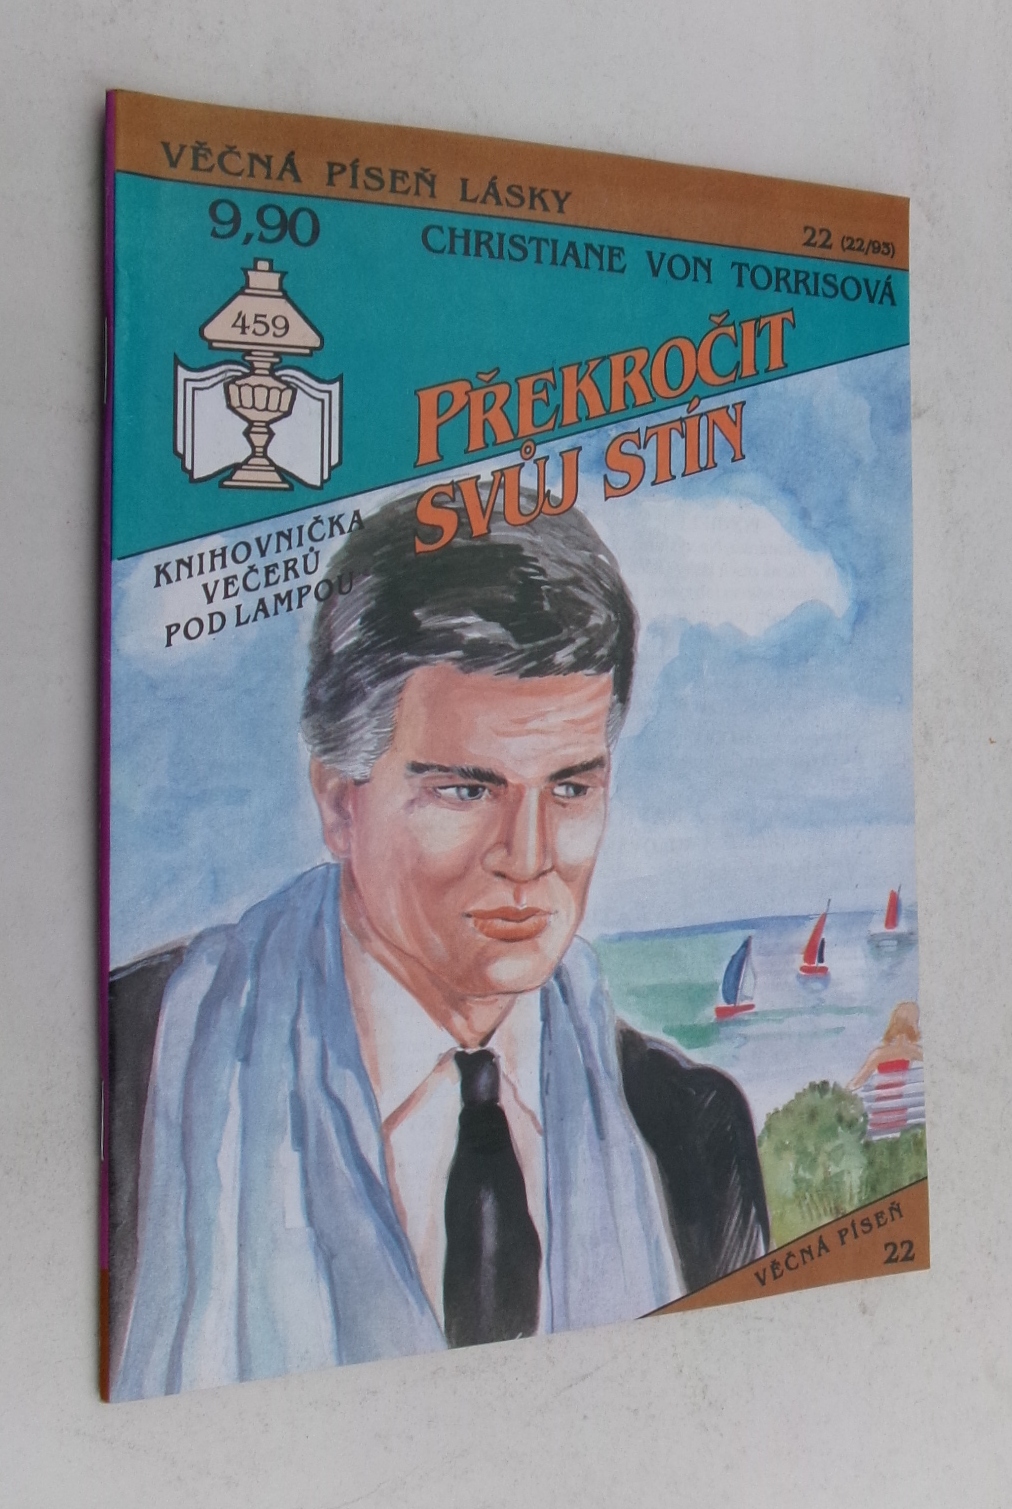 VĚČNÁ PÍSEŇ LÁSKY
22 (22/95)
9,90
CHRISTIANE VON TORRISOVÁ
459
PŘEKROČIT
SVŮJ STÍN
KNIHOVNIČKA
VEČERŮ
POD LAMPOU
VĚČNÁ PÍSEŇ
22